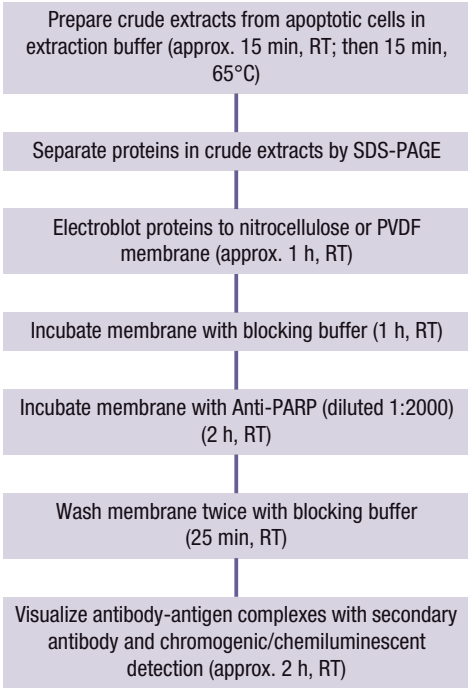 Prepare crude extracts from apoptotic cells in
extraction buffer (approx. 15 min, RT; then 15 min,
65°C)
Separate proteins in crude extracts by SDS-PAGE
Electroblot proteins to nitrocellulose or PVDF
membrane (approx. 1 h, RT)
Incubate membrane with blocking buffer (1 h, RT)
Incubate membrane with Anti-PARP (diluted 1:2000)
(2 h, RT)
Wash membrane twice with blocking buffer
(25 min, RT)
Visualize antibody-antigen complexes with secondary
antibody and chromogenic/chemiluminescent
detection (approx. 2 h, RT)